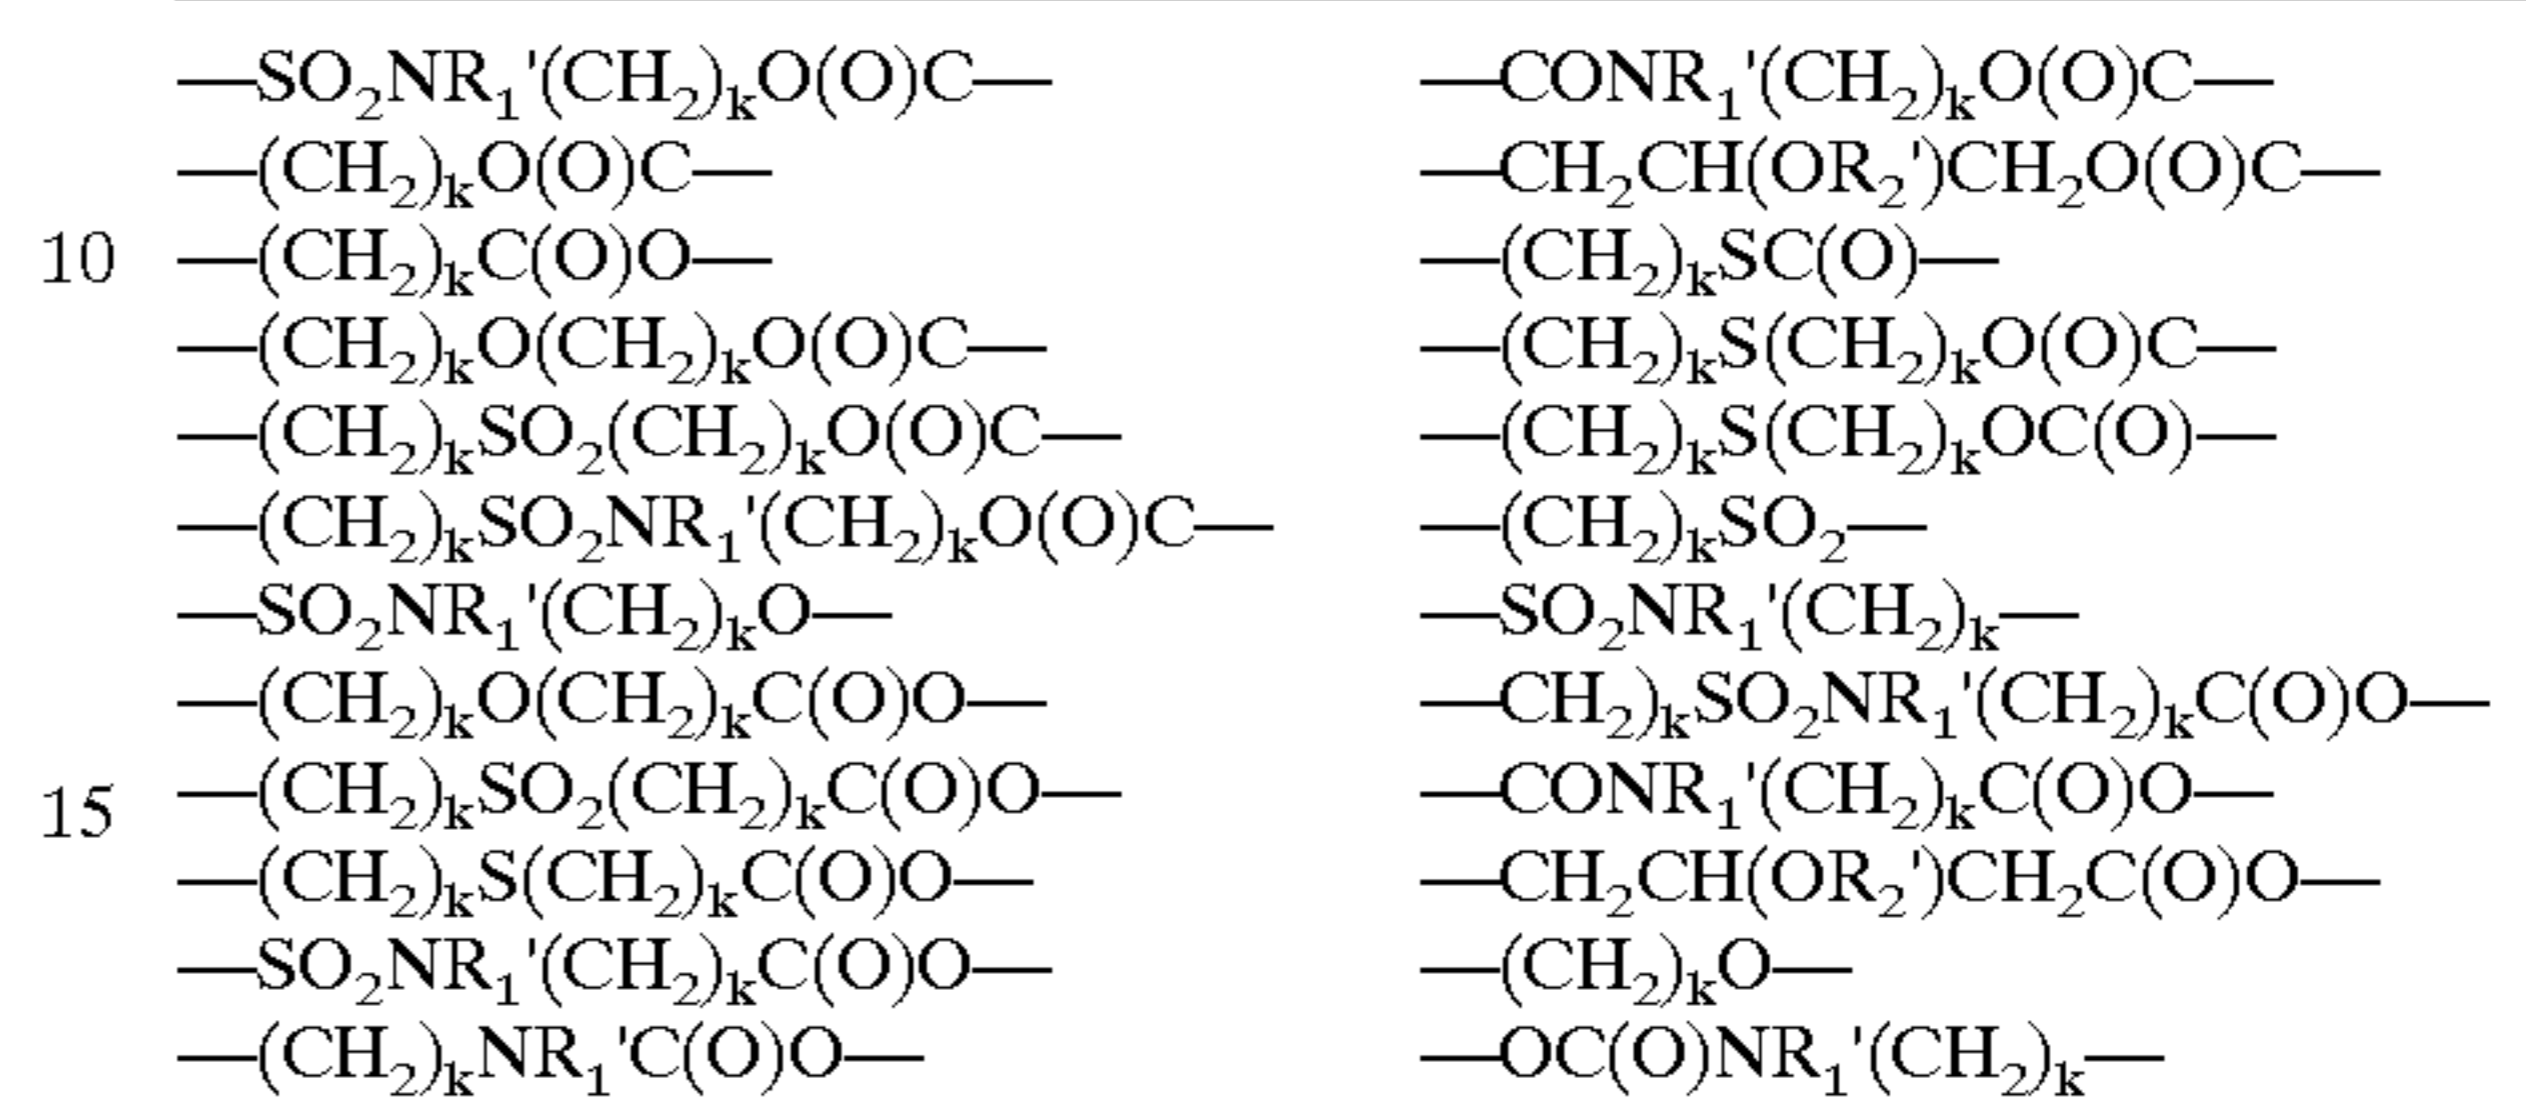 —SO₂NR₁'(CH₂)ₖO(O)C— —CONR₁'(CH₂)ₖO(O)C—
—(CH₂)ₖO(O)C— —CH₂CH(OR₂')CH₂O(O)C—
10 —(CH₂)ₖC(O)O— —(CH₂)ₖSC(O)—
—(CH₂)ₖO(CH₂)ₖO(O)C— —(CH₂)ₖS(CH₂)ₖO(O)C—
—(CH₂)ₖSO₂(CH₂)ₖO(O)C— —(CH₂)ₖS(CH₂)ₖOC(O)—
—(CH₂)ₖSO₂NR₁'(CH₂)ₖO(O)C— —(CH₂)ₖSO₂—
—SO₂NR₁'(CH₂)ₖO— —SO₂NR₁'(CH₂)ₖ—
—(CH₂)ₖO(CH₂)ₖC(O)O— —CH₂)ₖSO₂NR₁'(CH₂)ₖC(O)O—
15 —(CH₂)ₖSO₂(CH₂)ₖC(O)O— —CONR₁'(CH₂)ₖC(O)O—
—(CH₂)ₖS(CH₂)ₖC(O)O— —CH₂CH(OR₂')CH₂C(O)O—
—SO₂NR₁'(CH₂)ₖC(O)O— —(CH₂)ₖO—
—(CH₂)ₖNR₁'C(O)O— —OC(O)NR₁'(CH₂)ₖ—